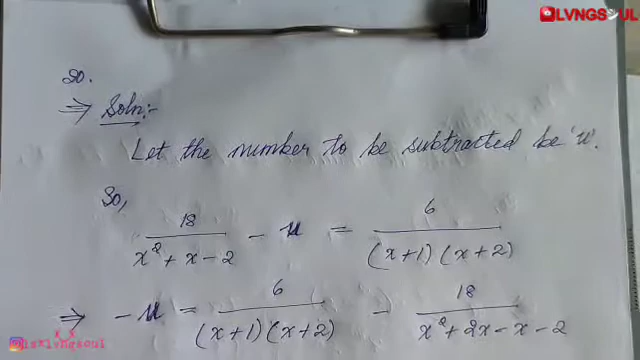 LVNGSOUL
20.
⇒ Soln:-
Let the number to be subtracted be 'u'.
So,
18/(x²+x-2) - u = 6/((x+1)(x+2))
⇒ -u = 6/((x+1)(x+2)) - 18/(x²+2x-x-2)